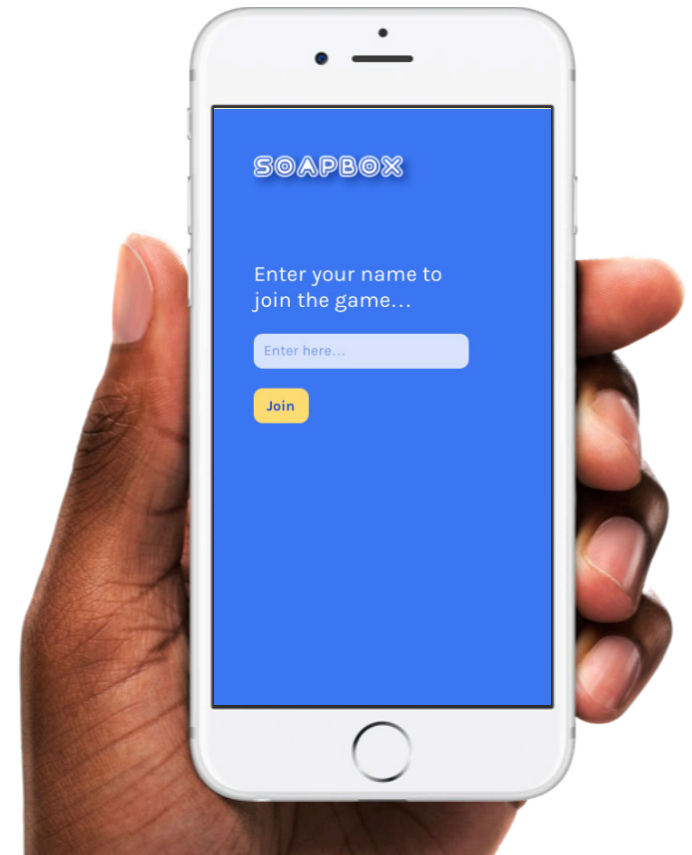 SOAPBOX
Enter your name to
join the game...
Enter here...
Join